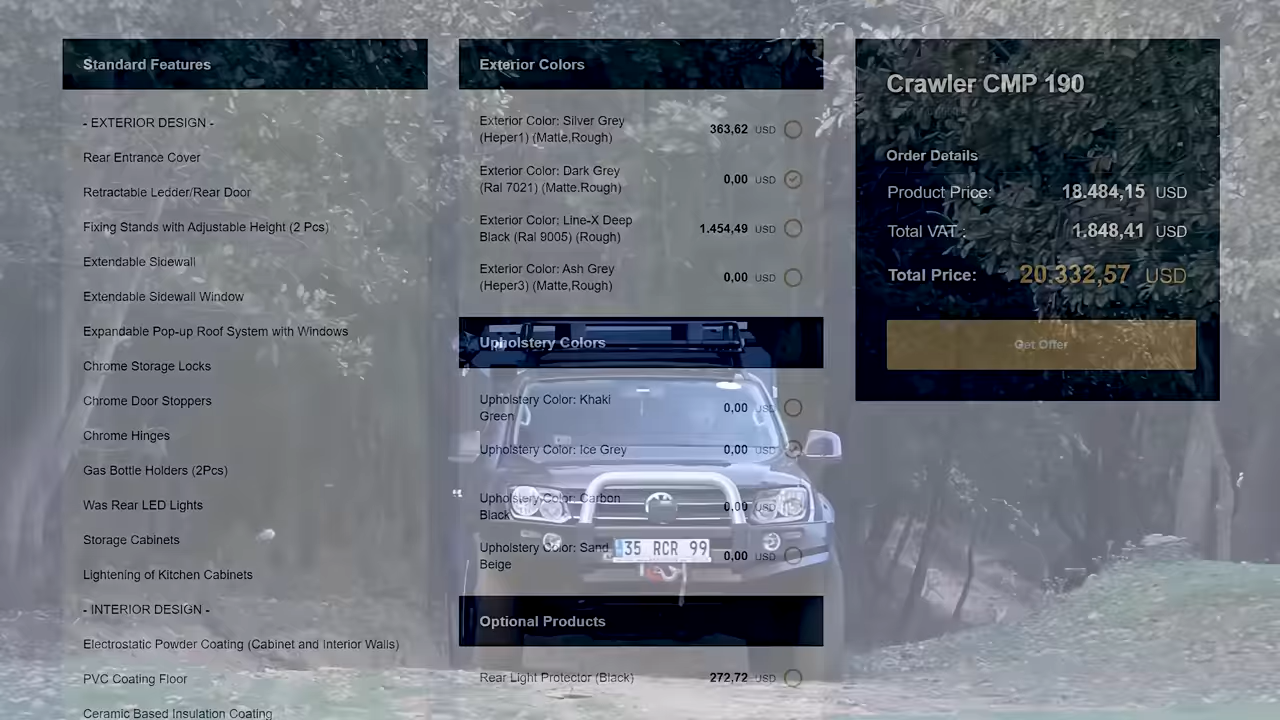 Standard Features
- EXTERIOR DESIGN -
Rear Entrance Cover
Retractable Ledder/Rear Door
Fixing Stands with Adjustable Height (2 Pcs)
Extendable Sidewall
Extendable Sidewall Window
Expandable Pop-up Roof System with Windows
Chrome Storage Locks
Chrome Door Stoppers
Chrome Hinges
Gas Bottle Holders (2Pcs)
Was Rear LED Lights
Storage Cabinets
Lightening of Kitchen Cabinets
- INTERIOR DESIGN -
Electrostatic Powder Coating (Cabinet and Interior Walls)
PVC Coating Floor
Ceramic Based Insulation Coating
Exterior Colors
Exterior Color: Silver Grey
(Heper1) (Matte,Rough) 363,62 USD
Exterior Color: Dark Grey
(Ral 7021) (Matte,Rough) 0,00 USD
Exterior Color: Line-X Deep
Black (Ral 9005) (Rough) 1.454,49 USD
Exterior Color: Ash Grey
(Heper3) (Matte,Rough) 0,00 USD
Upholstery Colors
Upholstery Color: Khaki
Green 0,00 USD
Upholstery Color: Ice Grey 0,00 USD
Upholstery Color: Carbon
Black 0,00 USD
Upholstery Color: Sand
Beige 0,00 USD
35 RCR 99
Optional Products
Rear Light Protector (Black) 272,72 USD
Crawler CMP 190
Order Details
Product Price: 18.484,15 USD
Total VAT : 1.848,41 USD
Total Price: 20.332,57 USD
Get Offer